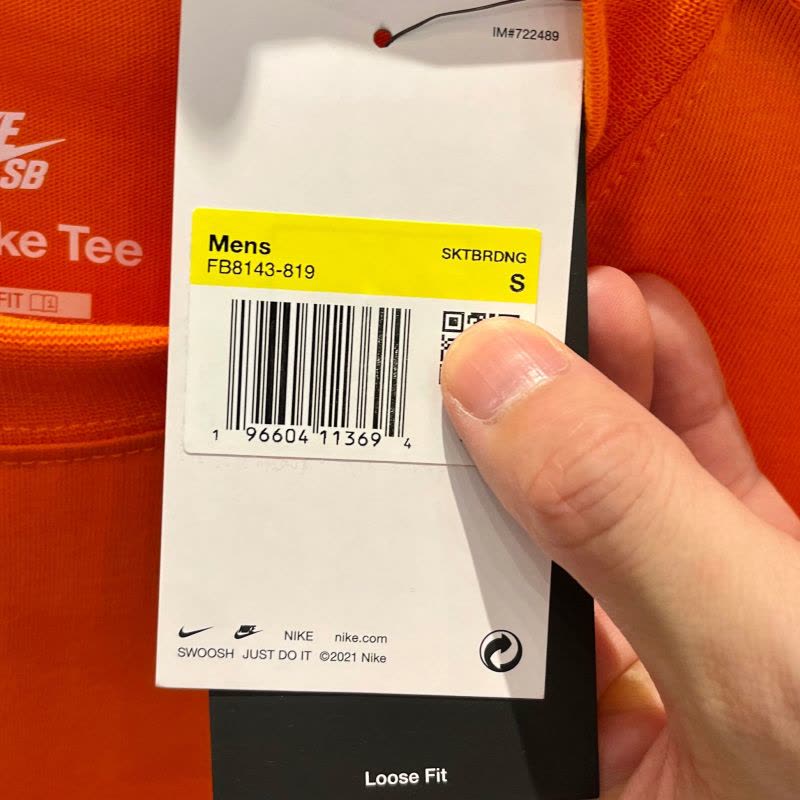 IM#722489
SB
Tee
FIT
Mens
SKTBRDNG
FB8143-819
S
1 96604 11369 4
NIKE nike.com
SWOOSH JUST DO IT ©2021 Nike
Loose Fit